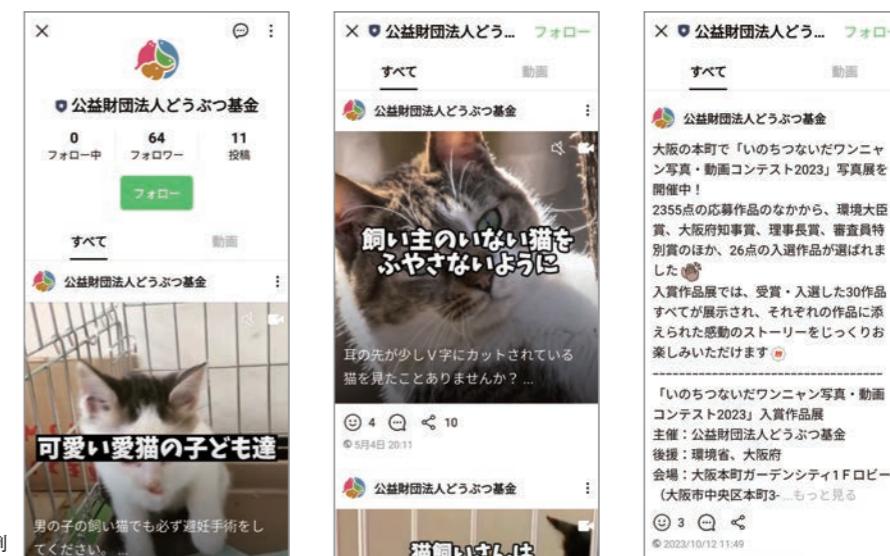 公益財団法人どうぶつ基金
0
64
11
フォロー中
フォロワー
投稿
フォロー
すべて
動画
公益財団法人どうぶつ基金
可愛い愛猫の子ども達
男の子の飼い猫でも必ず避妊手術をし
てください。 ...
公益財団法人どう...
フォロー
すべて
動画
公益財団法人どうぶつ基金
飼い主のいない猫を
ふやさないように
耳の先が少しV字にカットされている
猫を見たことありませんか？ ...
4
10
5月4日 20:11
公益財団法人どうぶつ基金
猫飼いさんは
公益財団法人どう...
フォロー
すべて
動画
公益財団法人どうぶつ基金
大阪の本町で「いのちつないだワンニャ
ン写真・動画コンテスト2023」写真展を
開催中！
2355点の応募作品のなかから、環境大臣
賞、大阪府知事賞、理事長賞、審査員特
別賞のほか、26点の入選作品が選ばれま
した
入賞作品展では、受賞・入選した30作品
すべてが展示され、それぞれの作品に添
えられた感動のストーリーをじっくりお
楽しみいただけます
----------------------------------
「いのちつないだワンニャン写真・動画
コンテスト2023」入賞作品展
主催：公益財団法人どうぶつ基金
後援：環境省、大阪府
会場：大阪本町ガーデンシティ1Fロビー
（大阪市中央区本町3- ...もっと見る
3
2023/10/12 11:49
例